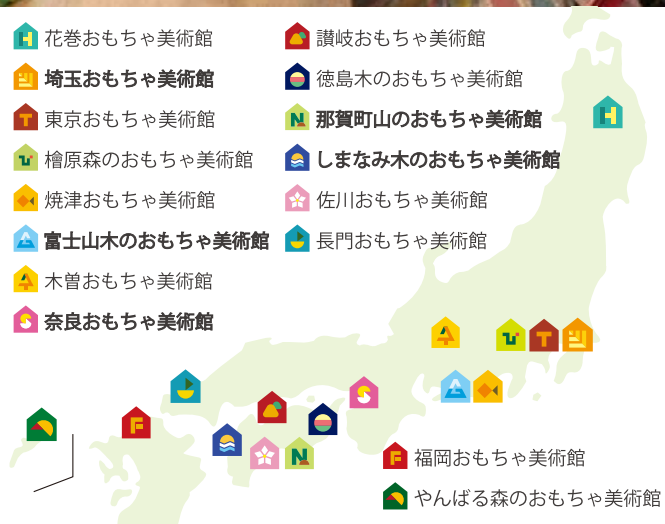 花巻おもちゃ美術館
埼玉おもちゃ美術館
東京おもちゃ美術館
檜原森のおもちゃ美術館
焼津おもちゃ美術館
富士山木のおもちゃ美術館
木曽おもちゃ美術館
奈良おもちゃ美術館
讃岐おもちゃ美術館
徳島木のおもちゃ美術館
那賀町山のおもちゃ美術館
しまなみ木のおもちゃ美術館
佐川おもちゃ美術館
長門おもちゃ美術館
福岡おもちゃ美術館
やんばる森のおもちゃ美術館